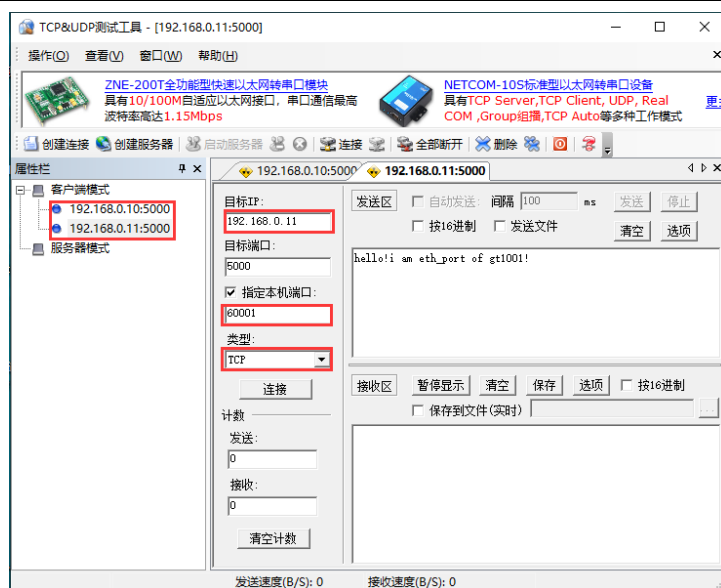 TCP&UDP测试工具 - [192.168.0.11:5000]
操作(O) 查看(V) 窗口(W) 帮助(H)
ZNE-200T全功能型快速以太网转串口模块
具有10/100M自适应以太网接口，串口通信最高
波特率高达1.15Mbps
NETCOM-10S标准型以太网转串口设备
具有TCP Server,TCP Client, UDP, Real
COM ,Group组播,TCP Auto等多种工作模式
创建连接 创建服务器 启动服务器 连接 全部断开 删除
属性栏
客户端模式
192.168.0.10:5000
192.168.0.11:5000
服务器模式
192.168.0.10:5000 192.168.0.11:5000
目标IP:
192.168.0.11
目标端口:
5000
指定本机端口:
60001
类型:
TCP
连接
计数
发送:
0
接收:
0
清空计数
发送区 自动发送: 间隔 100 ms 发送 停止
按16进制 发送文件 清空 选项
hello!i am eth_port of gt1001!
接收区 暂停显示 清空 保存 选项 按16进制
保存到文件(实时) ...
发送速度(B/S): 0 接收速度(B/S): 0